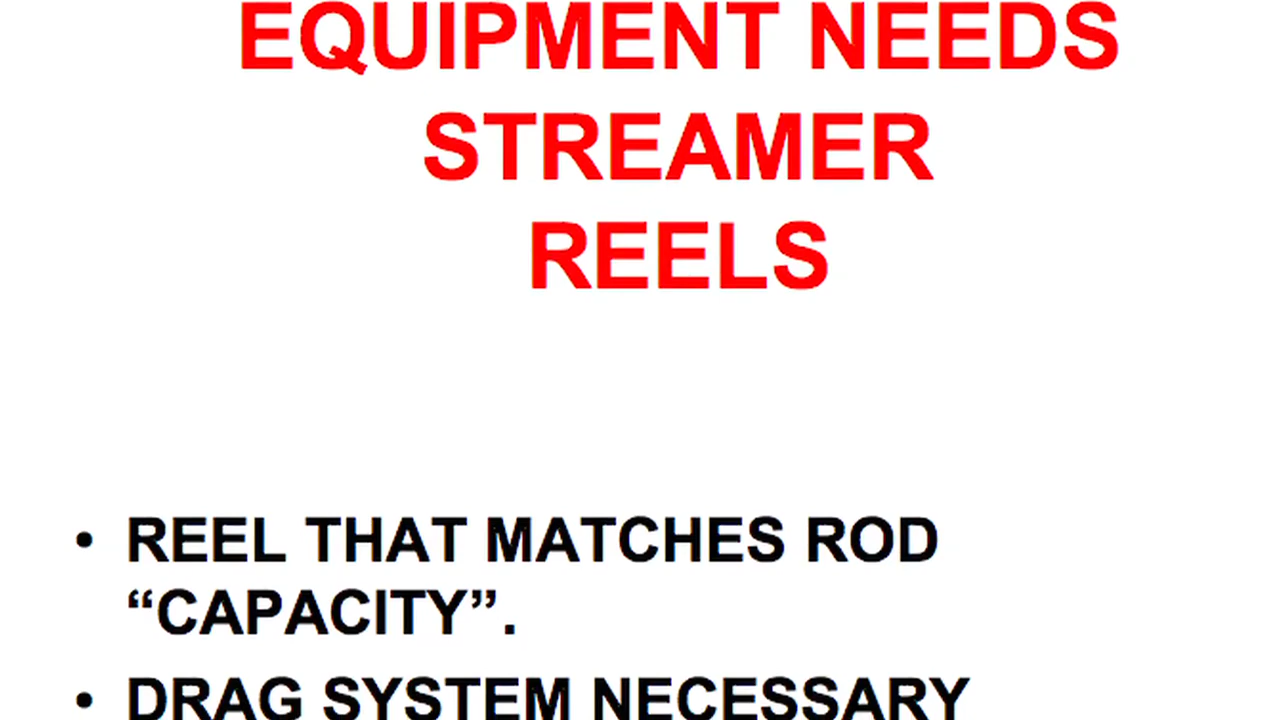 EQUIPMENT NEEDS
STREAMER
REELS
• REEL THAT MATCHES ROD
“CAPACITY”.
• DRAG SYSTEM NECESSARY